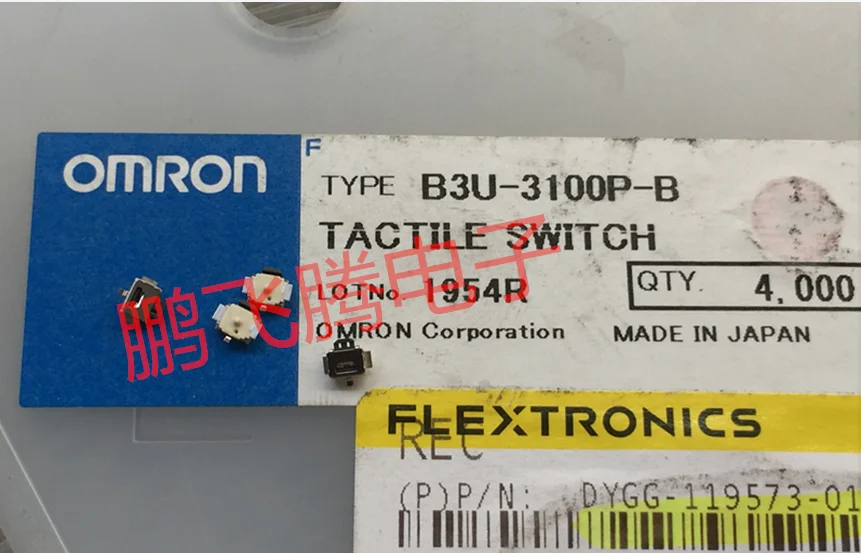 OMRON
F
TYPE B3U-3100P-B
TACTILE SWITCH
LOTNo. 1954R
QTY. 4,000
OMRON Corporation MADE IN JAPAN
鹏飞腾电子
FLEXTRONICS
REC
(P)P/N: DYGG-119573-01